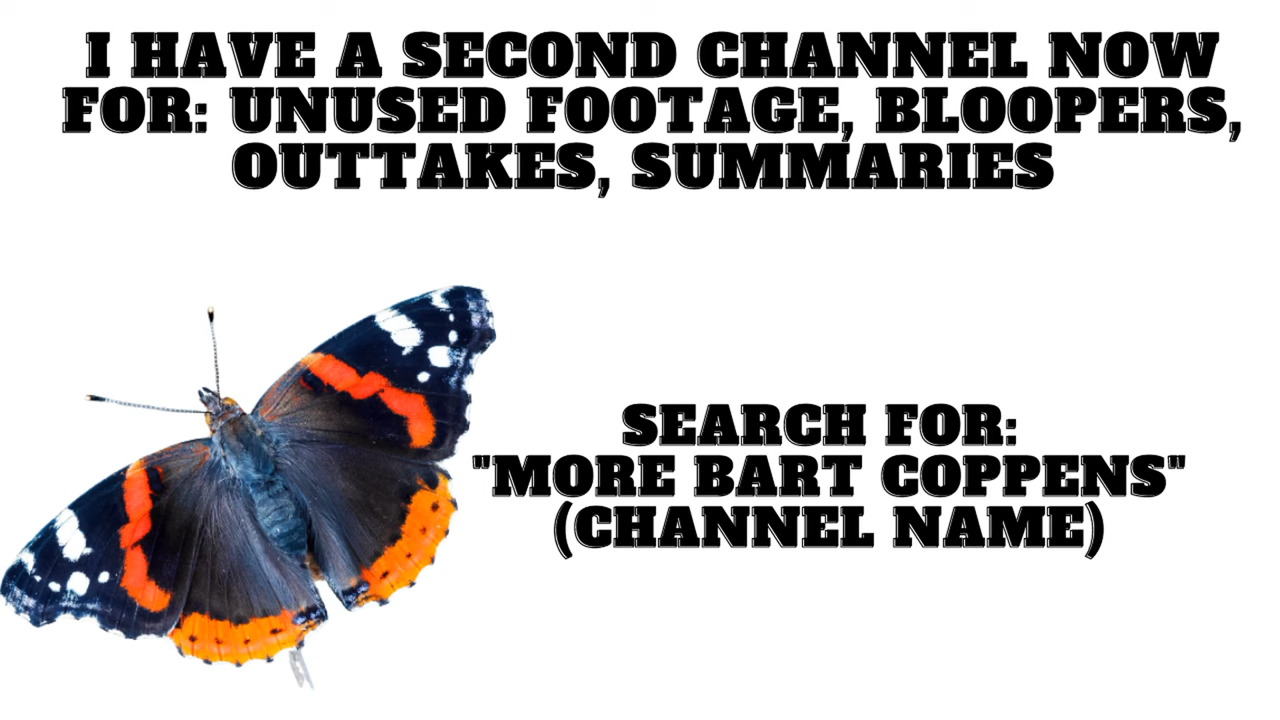 I HAVE A SECOND CHANNEL NOW
FOR: UNUSED FOOTAGE, BLOOPERS,
OUTTAKES, SUMMARIES
SEARCH FOR:
"MORE BART COPPENS"
(CHANNEL NAME)